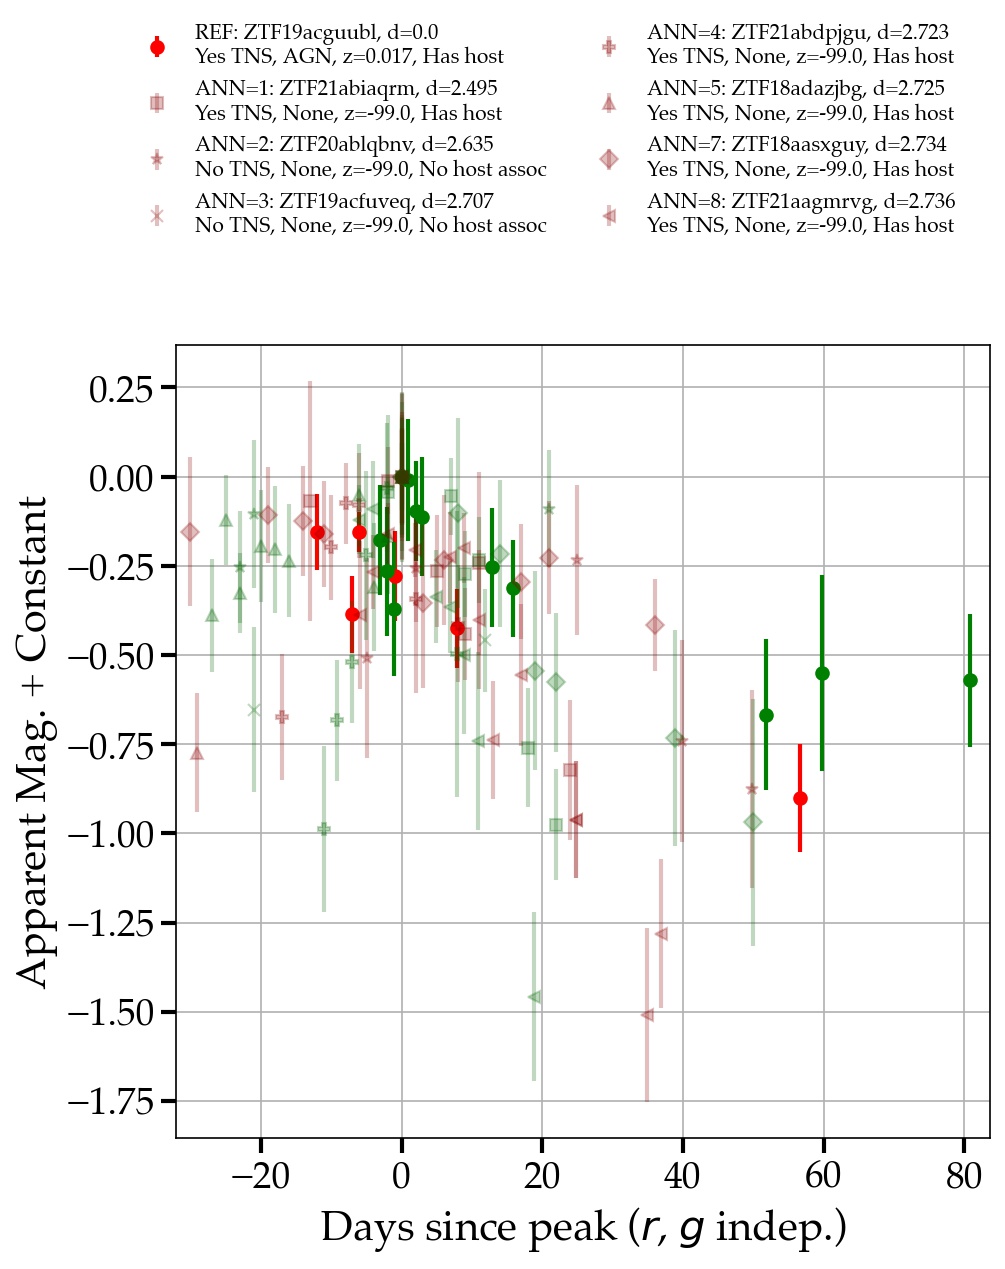 REF: ZTF19acguubl, d=0.0
Yes TNS, AGN, z=0.017, Has host
ANN=1: ZTF21abiaqrm, d=2.495
Yes TNS, None, z=-99.0, Has host
ANN=2: ZTF20ablqbnv, d=2.635
No TNS, None, z=-99.0, No host assoc
ANN=3: ZTF19acfuveq, d=2.707
No TNS, None, z=-99.0, No host assoc
ANN=4: ZTF21abdpjgu, d=2.723
Yes TNS, None, z=-99.0, Has host
ANN=5: ZTF18adazjbg, d=2.725
Yes TNS, None, z=-99.0, Has host
ANN=7: ZTF18aasxguy, d=2.734
Yes TNS, None, z=-99.0, Has host
ANN=8: ZTF21aagmrvg, d=2.736
Yes TNS, None, z=-99.0, Has host
Apparent Mag. + Constant
0.25
0.00
−0.25
−0.50
−0.75
−1.00
−1.25
−1.50
−1.75
−20 0 20 40 60 80
Days since peak (r, g indep.)